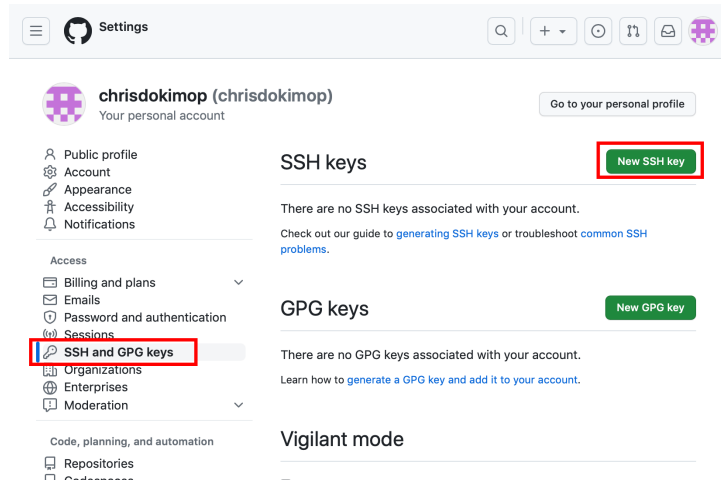 Settings
chrisdokimop (chrisdokimop)
Your personal account
Go to your personal profile
Public profile
Account
Appearance
Accessibility
Notifications
Access
Billing and plans
Emails
Password and authentication
Sessions
SSH and GPG keys
Organizations
Enterprises
Moderation
Code, planning, and automation
Repositories
Codespaces
SSH keys
New SSH key
There are no SSH keys associated with your account.
Check out our guide to generating SSH keys or troubleshoot common SSH
problems.
GPG keys
New GPG key
There are no GPG keys associated with your account.
Learn how to generate a GPG key and add it to your account.
Vigilant mode